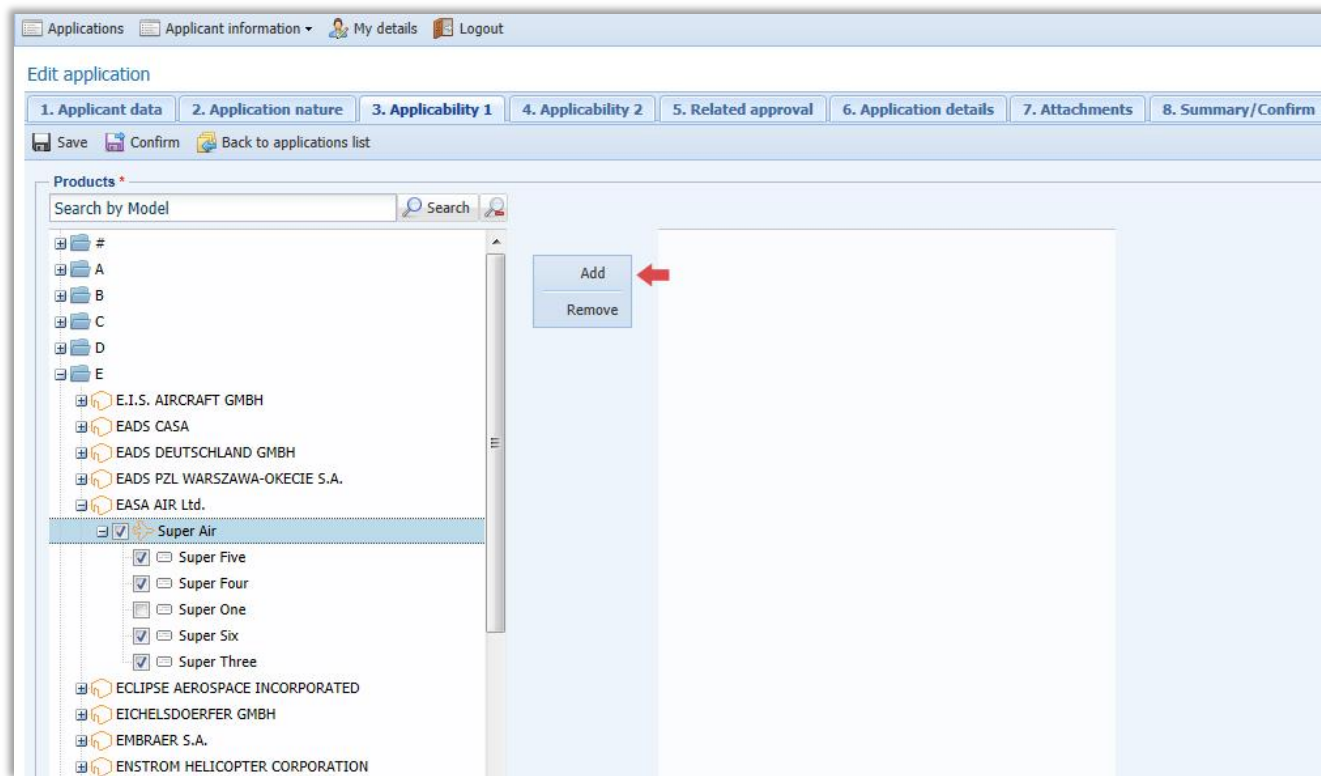 Applications Applicant information My details Logout
Edit application
1. Applicant data 2. Application nature 3. Applicability 1 4. Applicability 2 5. Related approval 6. Application details 7. Attachments 8. Summary/Confirm
Save Confirm Back to applications list
Products *
Search by Model Search
#
A
B
C
D
E
E.I.S. AIRCRAFT GMBH
EADS CASA
EADS DEUTSCHLAND GMBH
EADS PZL WARSZAWA-OKECIE S.A.
EASA AIR Ltd.
Super Air
Super Five
Super Four
Super One
Super Six
Super Three
ECLIPSE AEROSPACE INCORPORATED
EICHELSDOERFER GMBH
EMBRAER S.A.
ENSTROM HELICOPTER CORPORATION
Add
Remove